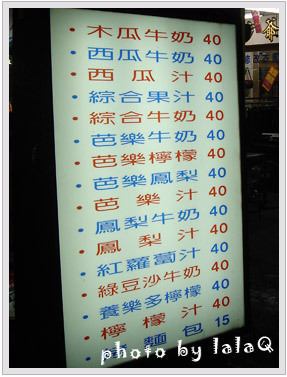 木瓜牛奶 40
西瓜牛奶 40
西瓜汁 40
綜合果汁 40
綜合牛奶 40
芭樂牛奶 40
芭樂檸檬 40
芭樂鳳梨 40
芭樂汁 40
鳳梨牛奶 40
鳳梨汁 40
紅蘿蔔汁 40
綠豆沙牛奶 40
養樂多檸檬 40
檸檬汁 40
麵包 15
photo by lalaQ